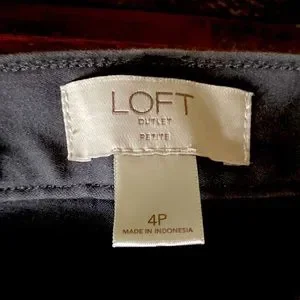 LOFT
OUTLET
PETITE
4P
MADE IN INDONESIA